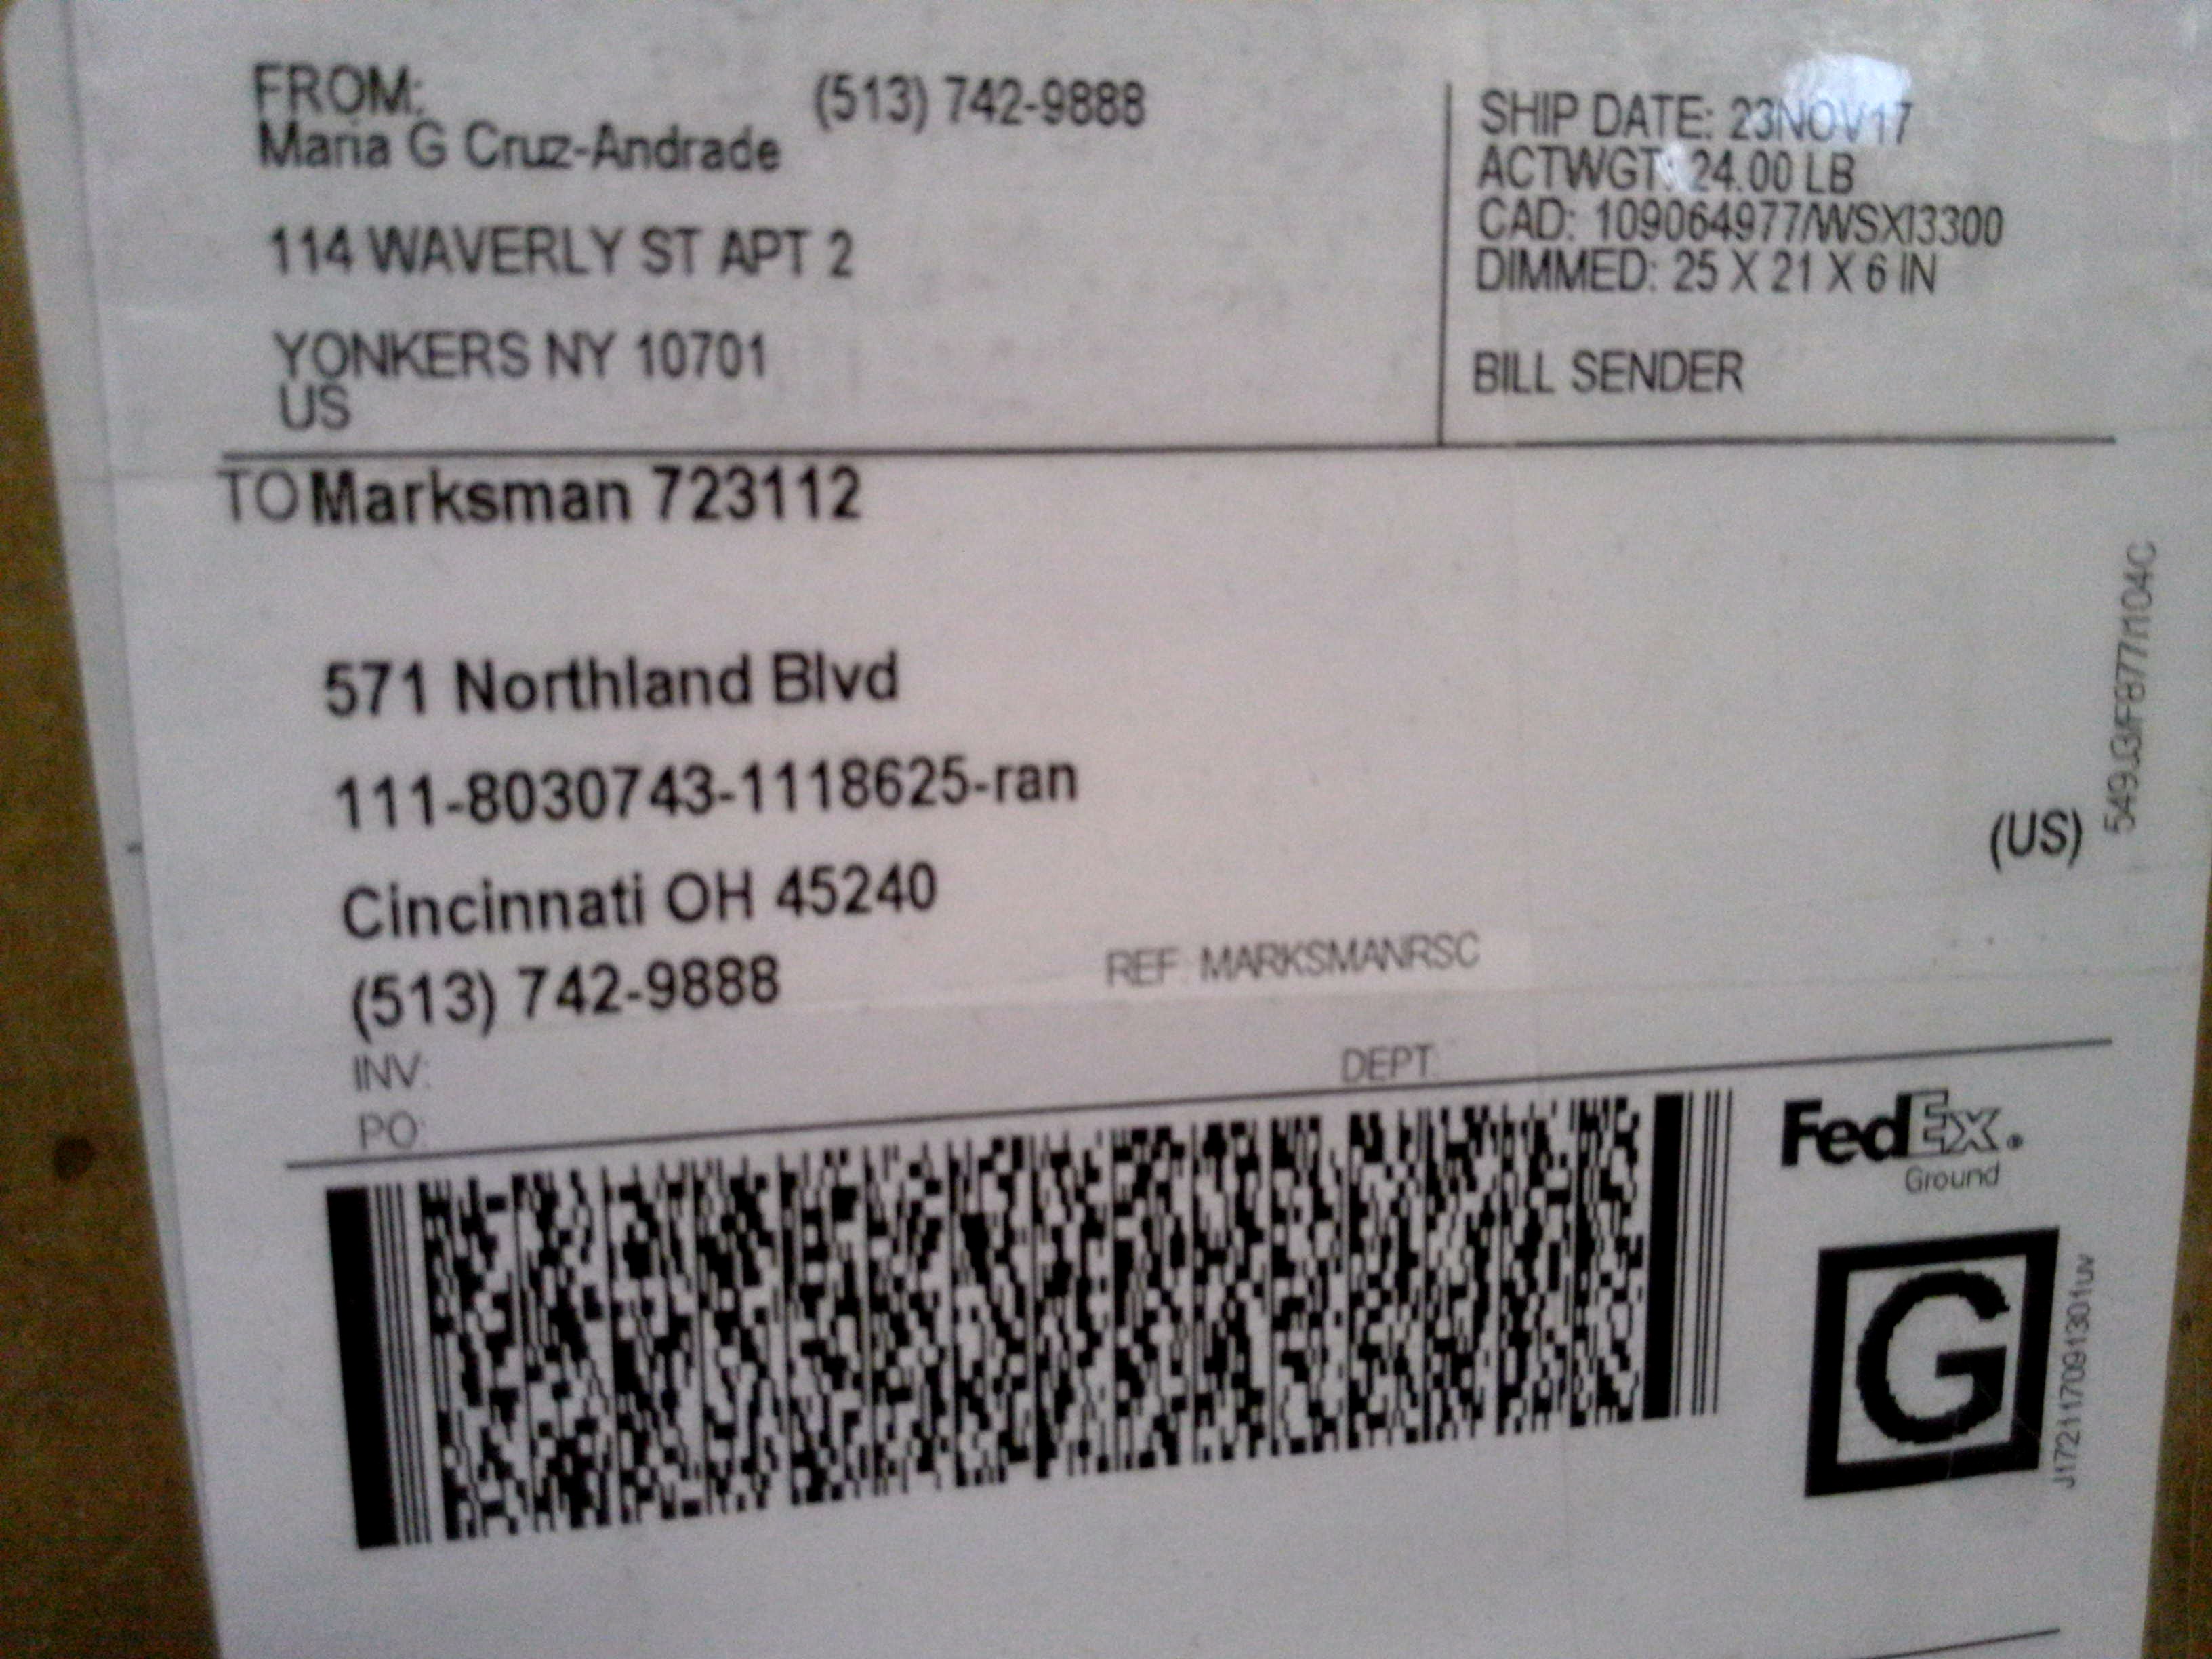 FROM:
(513) 742-9888
Maria G Cruz-Andrade
114 WAVERLY ST APT 2
YONKERS NY 10701
US
SHIP DATE: 23NOV17
ACTWGT: 24.00 LB
CAD: 109064977/WSXI3300
DIMMED: 25 X 21 X 6 IN
BILL SENDER
TO Marksman 723112
571 Northland Blvd
111-8030743-1118625-ran
Cincinnati OH 45240
(513) 742-9888
REF: MARKSMANRSC
INV:
PO:
DEPT:
(US)
FedEx®
Ground
G
J172117091301uv